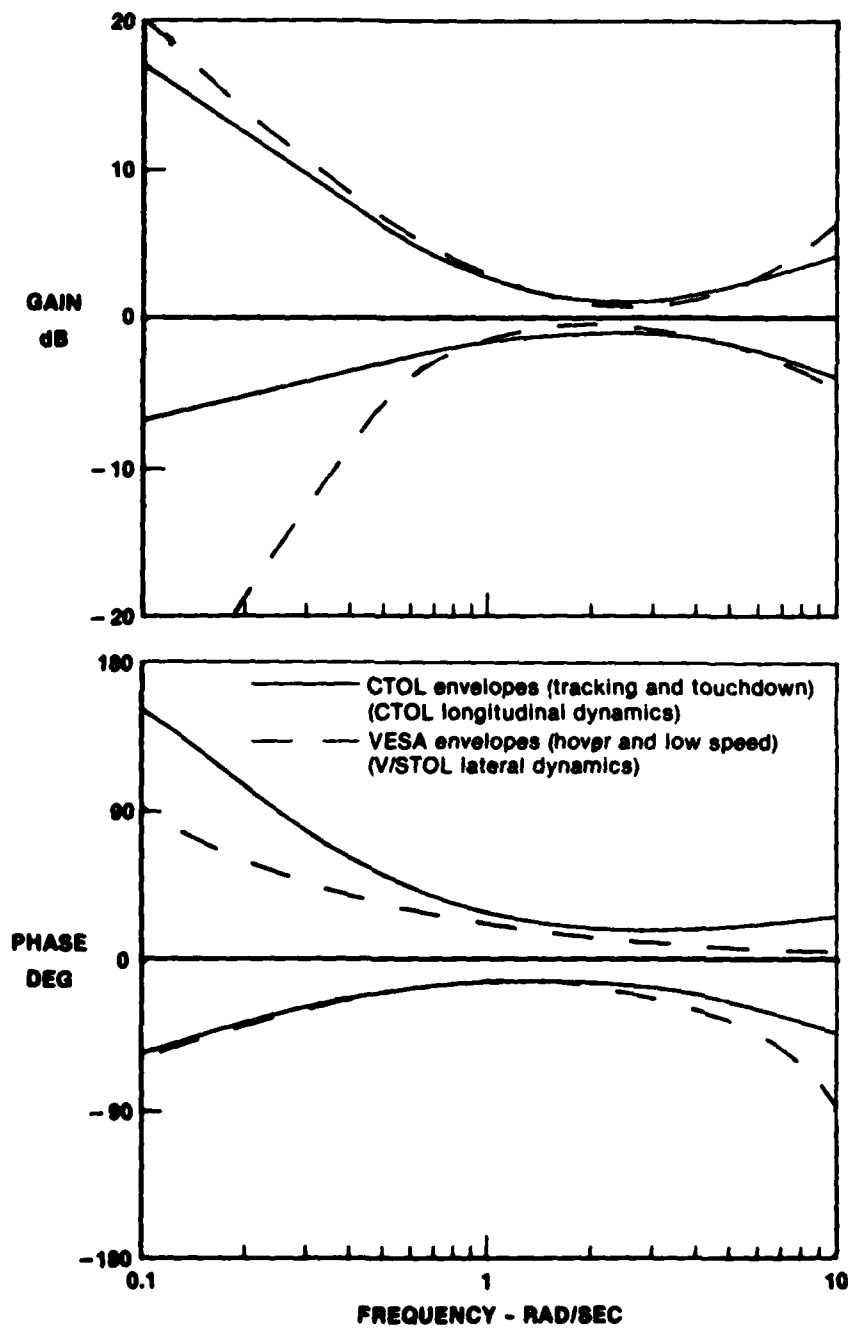 20
10
GAIN
dB
0
– 10
– 20
180
CTOL envelopes (tracking and touchdown)
(CTOL longitudinal dynamics)
VESA envelopes (hover and low speed)
(V/STOL lateral dynamics)
90
PHASE
DEG
0
– 90
–180
0.1 1 10
FREQUENCY – RAD/SEC